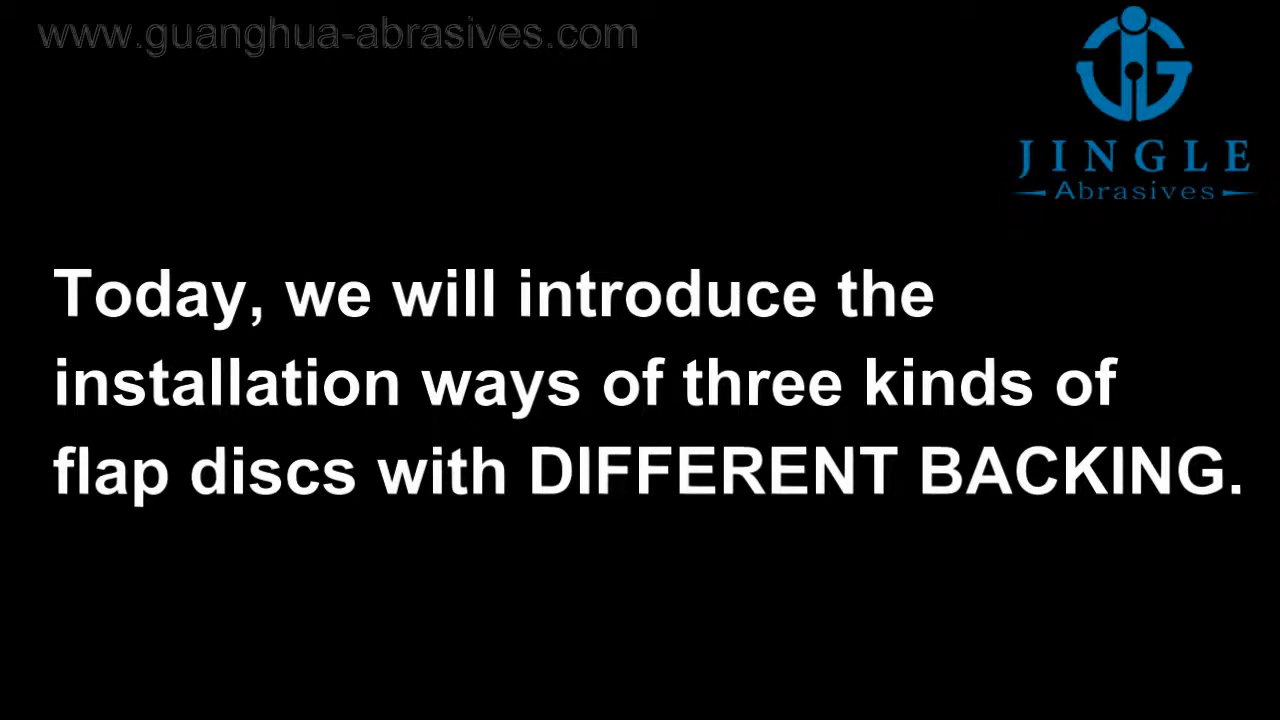 www.guanghua-abrasives.com
JINGLE
Abrasives
Today, we will introduce the
installation ways of three kinds of
flap discs with DIFFERENT BACKING.